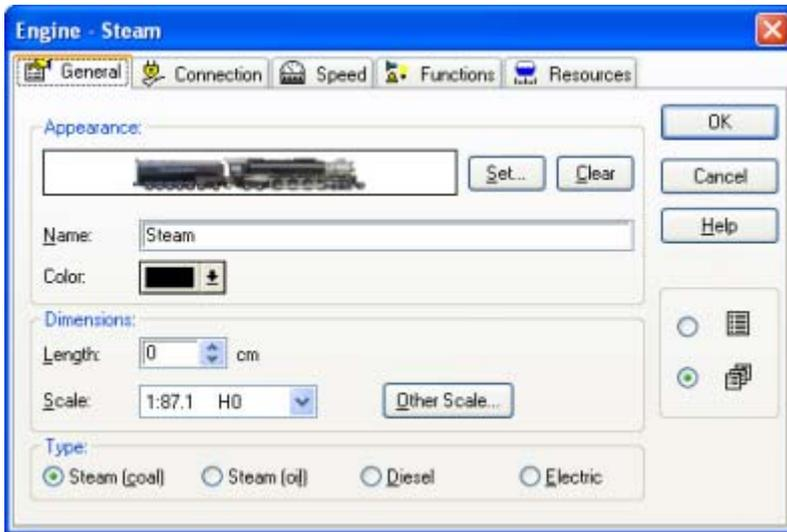 Engine - Steam
General Connection Speed Functions Resources
Appearance:
Set... Clear
Name: Steam
Color:
Dimensions:
Length: 0 cm
Scale: 1:87.1 H0 Other Scale...
Type:
Steam (coal) Steam (oil) Diesel Electric
OK
Cancel
Help